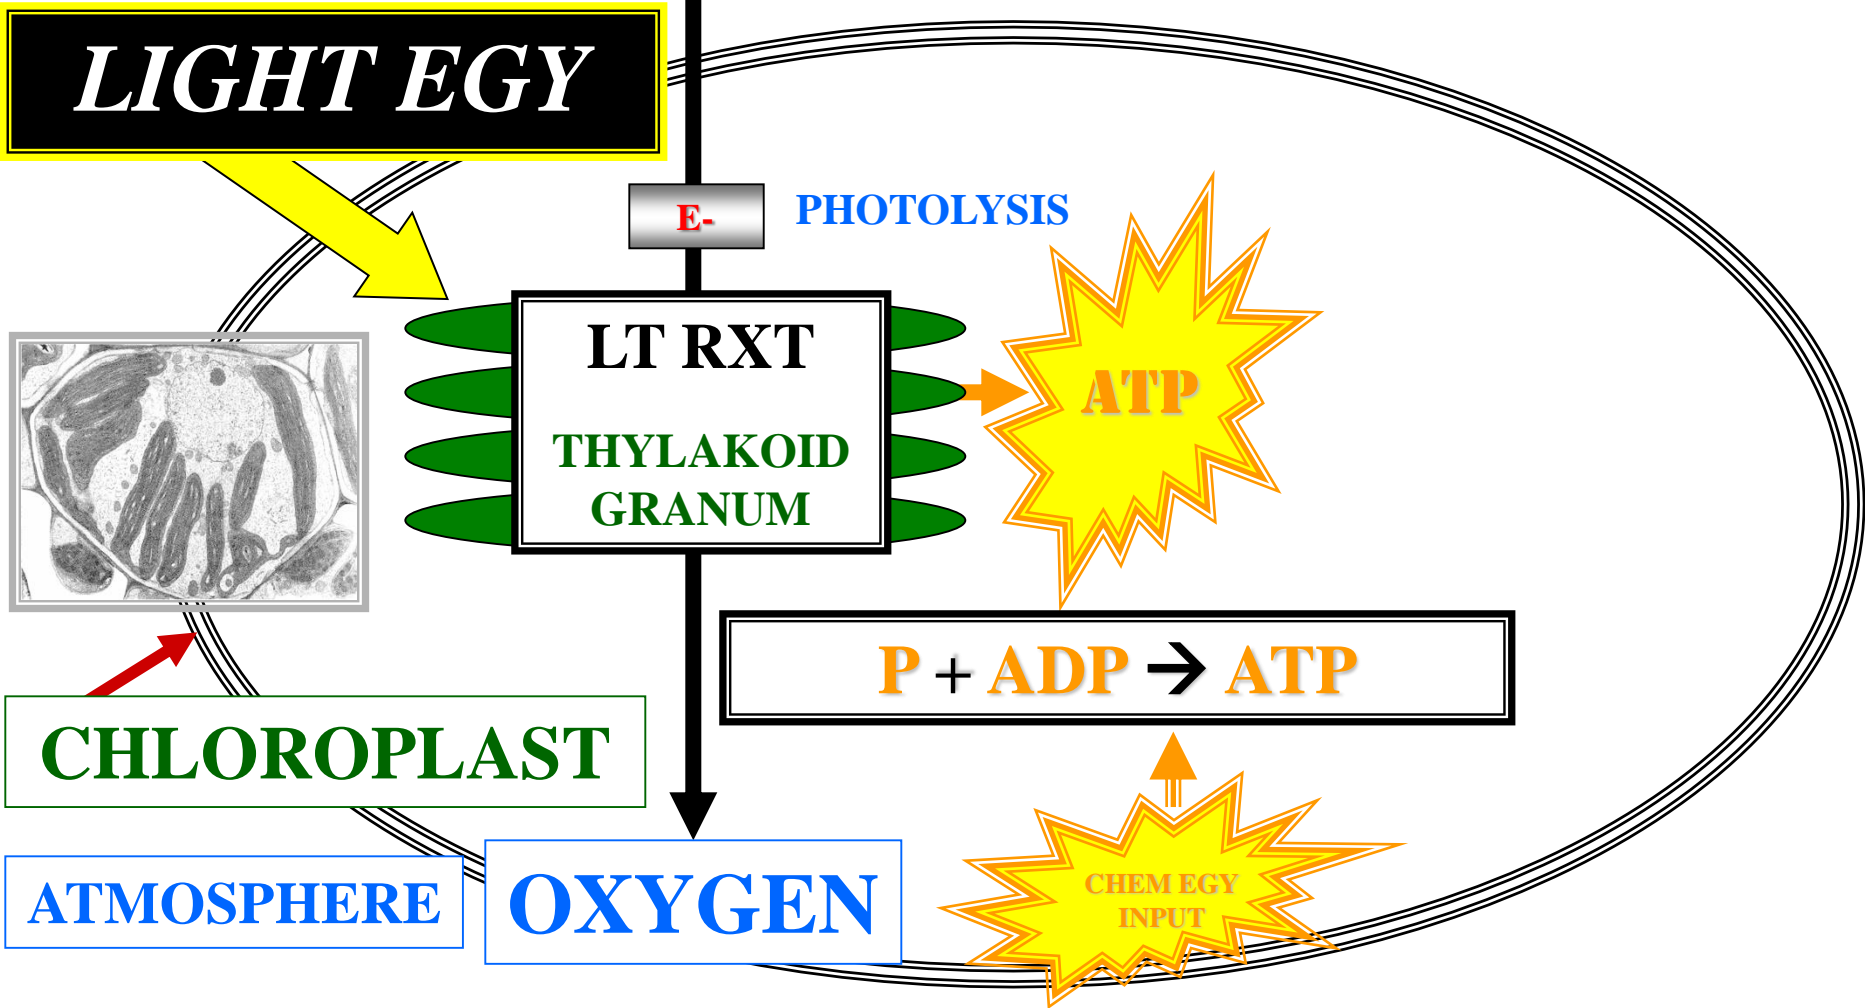 LIGHT EGY
E-
PHOTOLYSIS
LT RXT
THYLAKOID
GRANUM
ATP
P + ADP → ATP
CHLOROPLAST
ATMOSPHERE
OXYGEN
CHEM EGY
INPUT